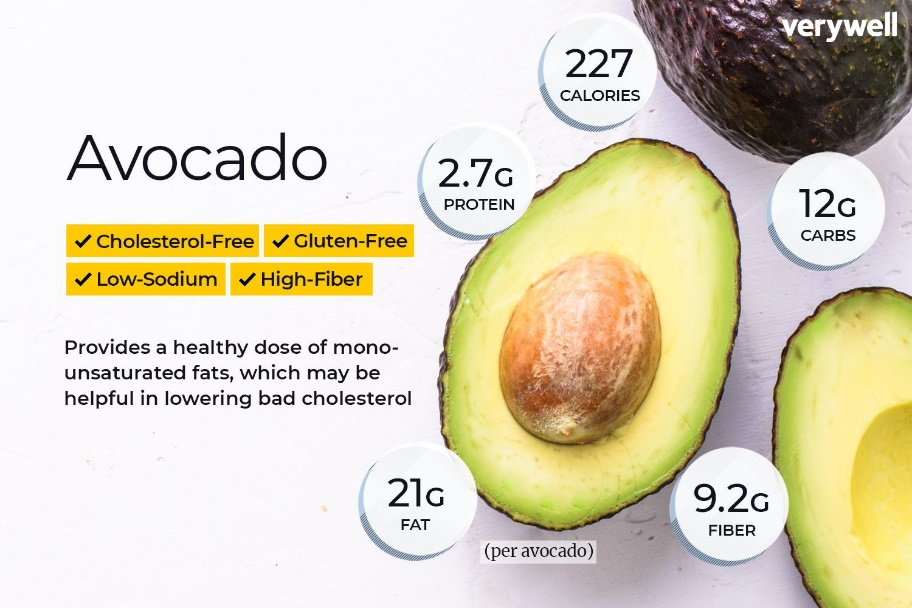 verywell
227
CALORIES
Avocado
2.7G
PROTEIN
12G
CARBS
✔ Cholesterol-Free ✔ Gluten-Free
✔ Low-Sodium ✔ High-Fiber
Provides a healthy dose of mono-
unsaturated fats, which may be
helpful in lowering bad cholesterol
21G
FAT
9.2G
FIBER
(per avocado)